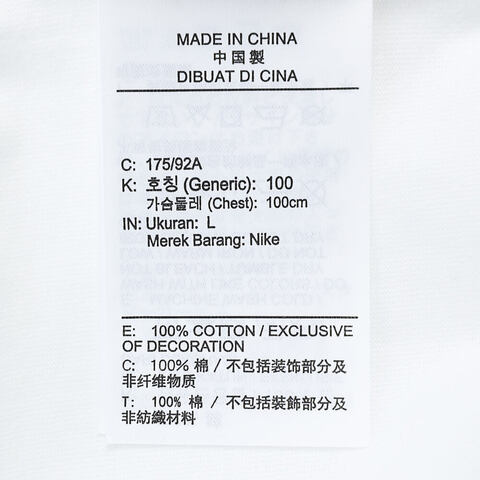 MADE IN CHINA
中国製
DIBUAT DI CINA
C: 175/92A
K: 호칭 (Generic): 100
가슴둘레 (Chest): 100cm
IN: Ukuran: L
Merek Barang: Nike
E: 100% COTTON / EXCLUSIVE
OF DECORATION
C: 100% 棉 / 不包括装饰部分及
非纤维物质
T: 100% 棉 / 不包括裝飾部分及
非紡織材料